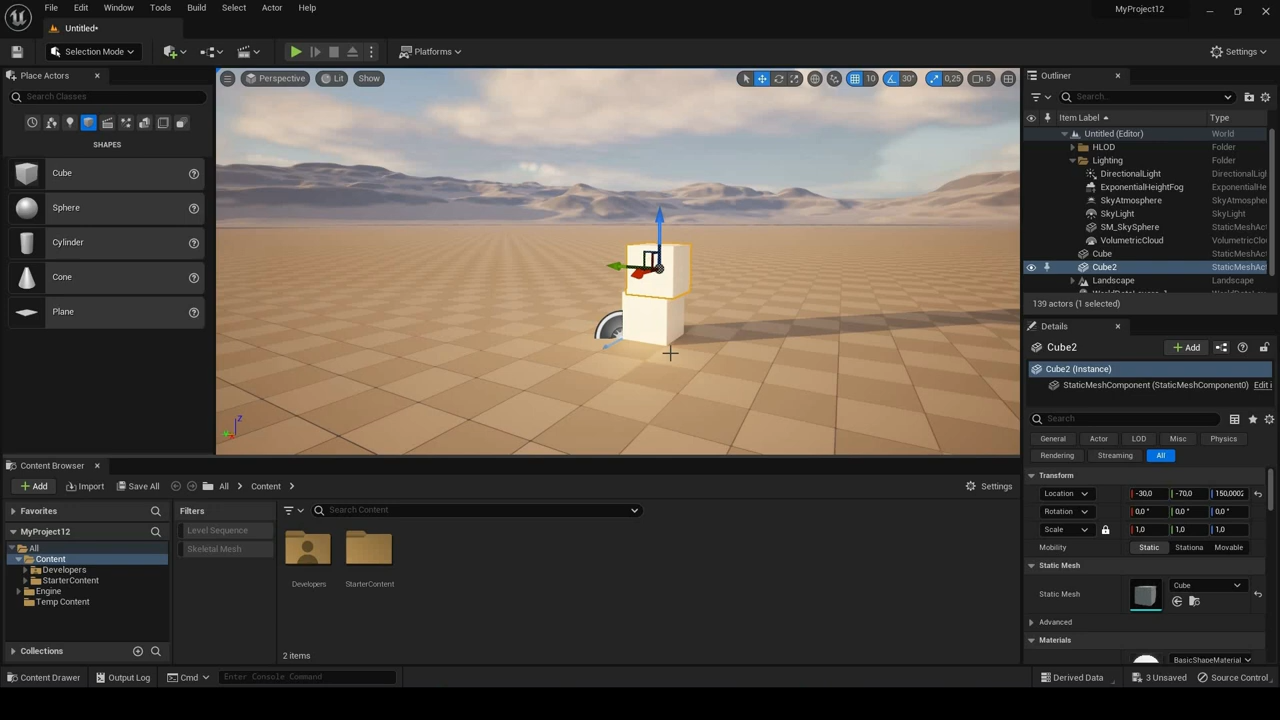 File Edit Window Tools Build Select Actor Help
MyProject12
Untitled*
Selection Mode
Platforms
Settings
Place Actors
Search Classes
SHAPES
Cube
Sphere
Cylinder
Cone
Plane
Perspective Lit Show
10 30° 0,25 5
Outliner
Search...
Item Label Type
Untitled (Editor) World
HLOD Folder
Lighting Folder
DirectionalLight DirectionalLigh
ExponentialHeightFog ExponentialHe
SkyAtmosphere SkyAtmosphe
SkyLight SkyLight
SM_SkySphere StaticMeshAc
VolumetricCloud VolumetricClou
Cube StaticMeshAct
Cube2 StaticMeshAct
Landscape Landscape
139 actors (1 selected)
Details
Cube2
Add
Cube2 (Instance)
StaticMeshComponent (StaticMeshComponent0) Edit i
Search
General Actor LOD Misc Physics
Rendering Streaming All
Transform
Location -30,0 -70,0 150,0002
Rotation 0,0 ° 0,0 ° 0,0 °
Scale 1,0 1,0 1,0
Mobility Static Stationa Movable
Static Mesh
Static Mesh Cube
Advanced
Materials
BasicShapeMaterial
Z
Content Browser
Add Import Save All All Content
Settings
Favorites
MyProject12
All
Content
Developers
StarterContent
Engine
Temp Content
Collections
Filters
Level Sequence
Skeletal Mesh
Search Content
Developers StarterContent
2 items
Content Drawer Output Log Cmd Enter Console Command
Derived Data 3 Unsaved Source Control